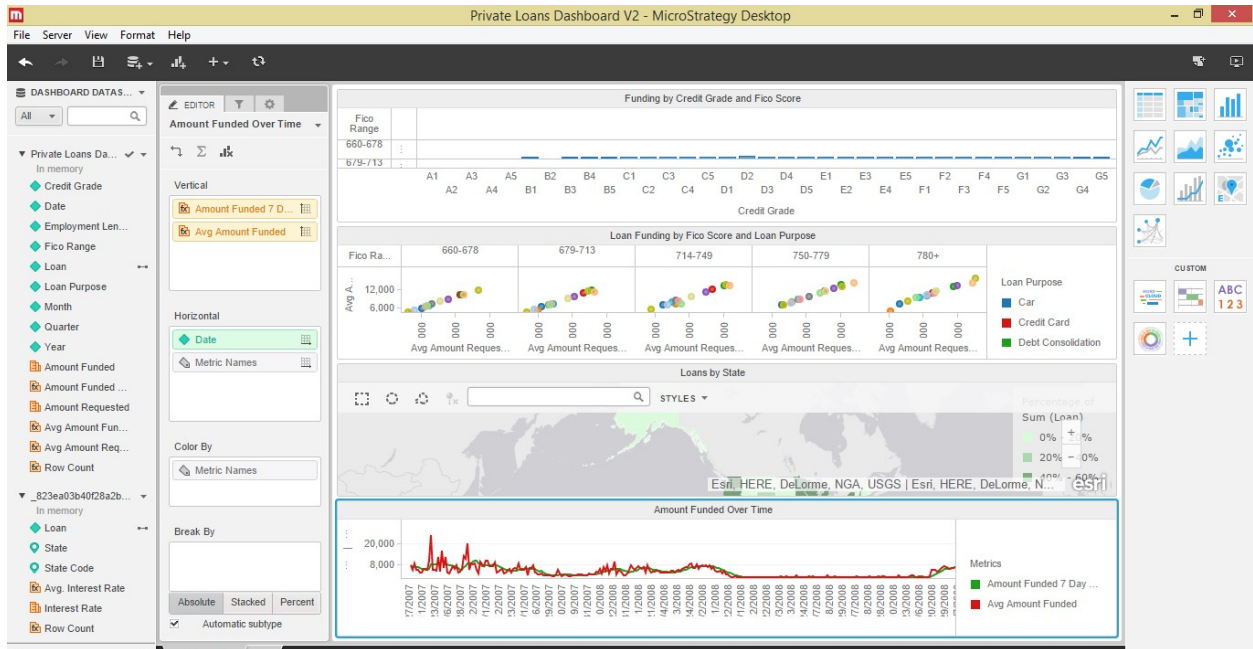 Private Loans Dashboard V2 - MicroStrategy Desktop
File Server View Format Help
DASHBOARD DATAS...
All
Private Loans Da...
In memory
Credit Grade
Date
Employment Len...
Fico Range
Loan
Loan Purpose
Month
Quarter
Year
Amount Funded
Amount Funded ...
Amount Requested
Avg Amount Fun...
Avg Amount Req...
Row Count
_823ea03b40f28a2b...
In memory
Loan
State
State Code
Avg. Interest Rate
Interest Rate
Row Count
EDITOR
Amount Funded Over Time
Vertical
Amount Funded 7 D...
Avg Amount Funded
Horizontal
Date
Metric Names
Color By
Metric Names
Break By
Absolute Stacked Percent
Automatic subtype
Funding by Credit Grade and Fico Score
Fico
Range
660-678
679-713
A1 A3 A5 B2 B4 C1 C3 C5 D2 D4 E1 E3 E5 F2 F4 G1 G3 G5
A2 A4 B1 B3 B5 C2 C4 D1 D3 D5 E2 E4 F1 F3 F5 G2 G4
Credit Grade
Loan Funding by Fico Score and Loan Purpose
Fico Ra... 660-678 679-713 714-749 750-779 780+
Avg A...
12,000
6,000
Avg Amount Reques... Avg Amount Reques... Avg Amount Reques... Avg Amount Reques... Avg Amount Reques...
Loan Purpose
Car
Credit Card
Debt Consolidation
Loans by State
STYLES
Percentage of
Sum (Loan)
Esri, HERE, DeLorme, NGA, USGS | Esri, HERE, DeLorme, N...
esri
Amount Funded Over Time
20,000
8,000
Metrics
Amount Funded 7 Day ...
Avg Amount Funded
CUSTOM
WORD
CLOUD
ABC
123